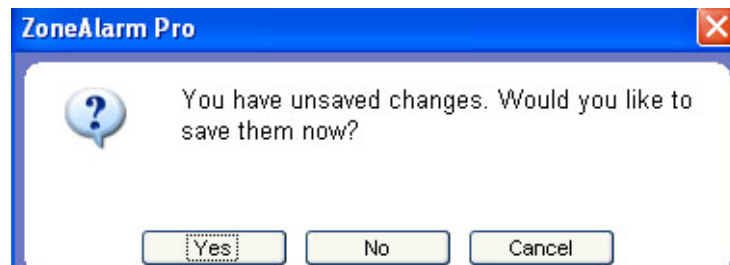 ZoneAlarm Pro
You have unsaved changes. Would you like to
save them now?
Yes No Cancel